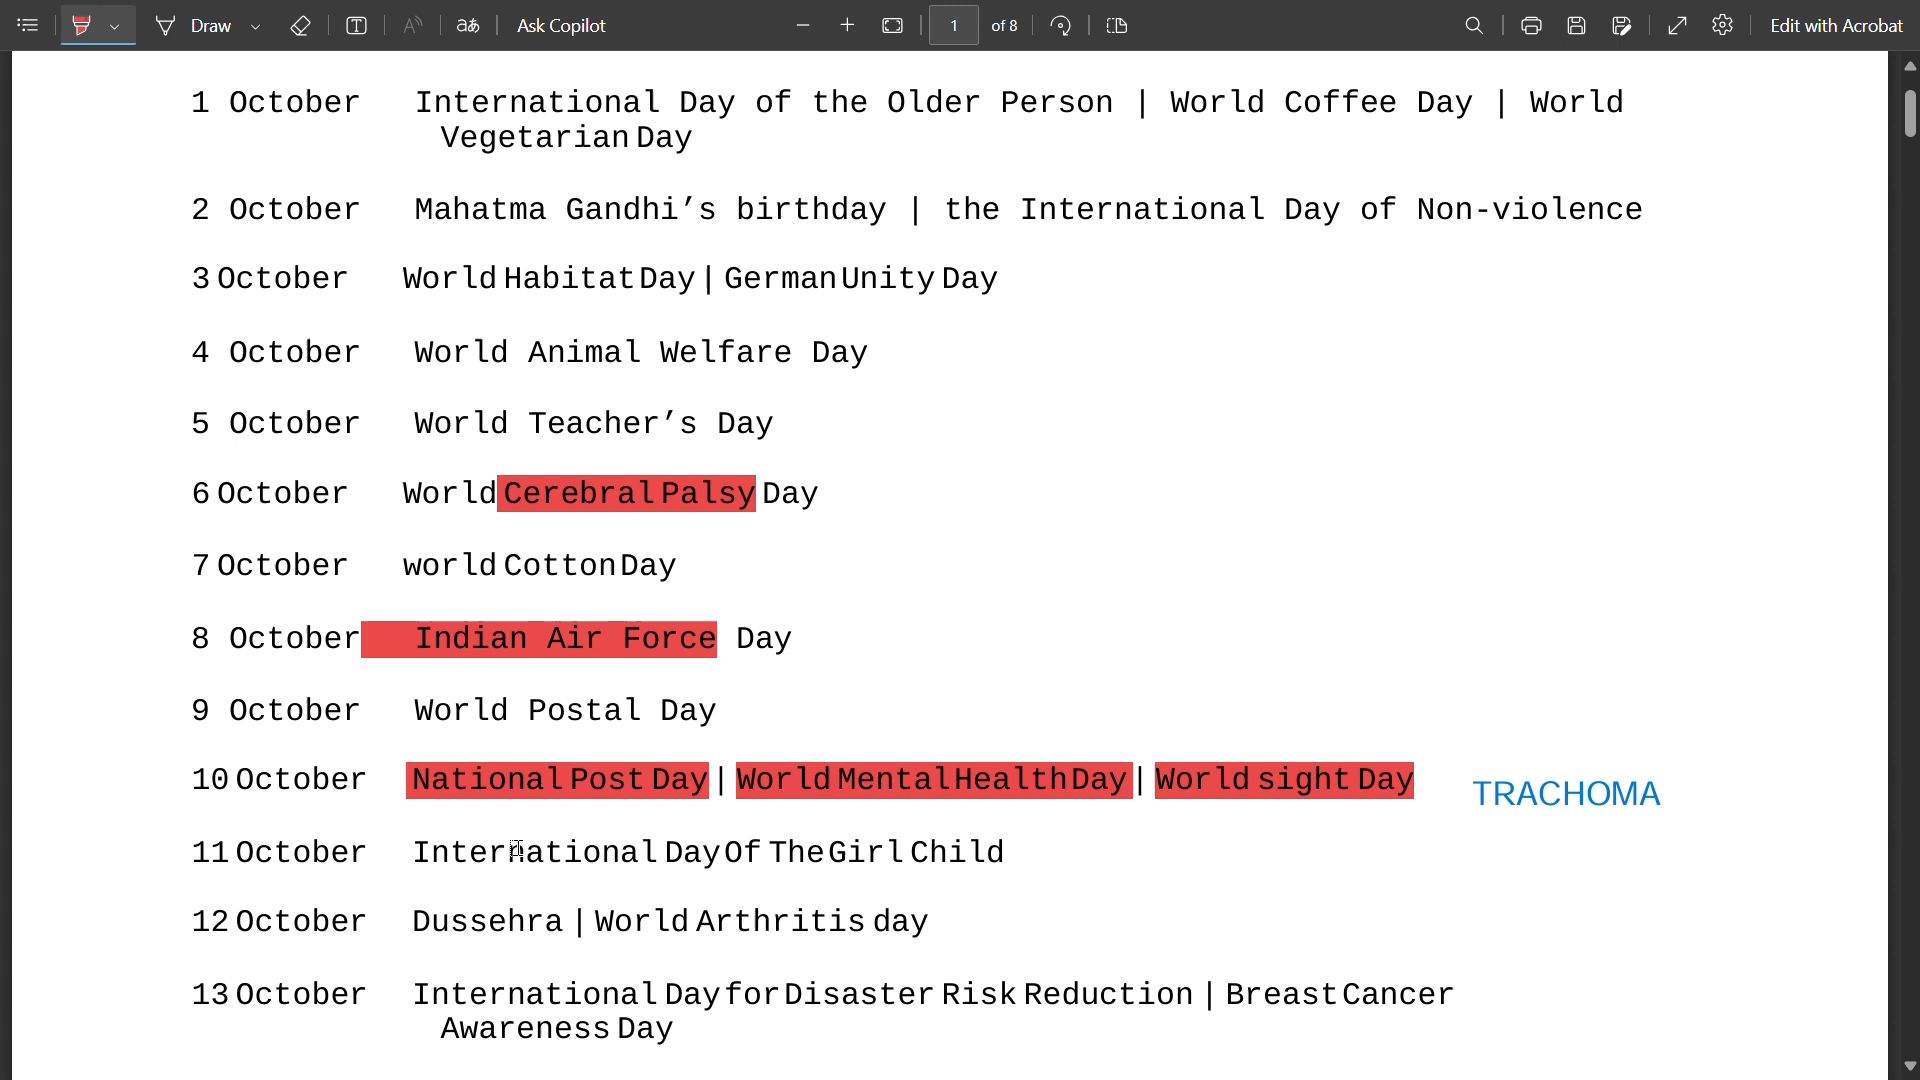 Draw
aあ
Ask Copilot
1 of 8
Edit with Acrobat
1 October International Day of the Older Person | World Coffee Day | World
Vegetarian Day
2 October Mahatma Gandhi’s birthday | the International Day of Non-violence
3 October World Habitat Day | German Unity Day
4 October World Animal Welfare Day
5 October World Teacher’s Day
6 October World Cerebral Palsy Day
7 October world Cotton Day
8 October Indian Air Force Day
9 October World Postal Day
10 October National Post Day | World Mental Health Day | World sight Day TRACHOMA
11 October International Day Of The Girl Child
12 October Dussehra | World Arthritis day
13 October International Day for Disaster Risk Reduction | Breast Cancer
Awareness Day